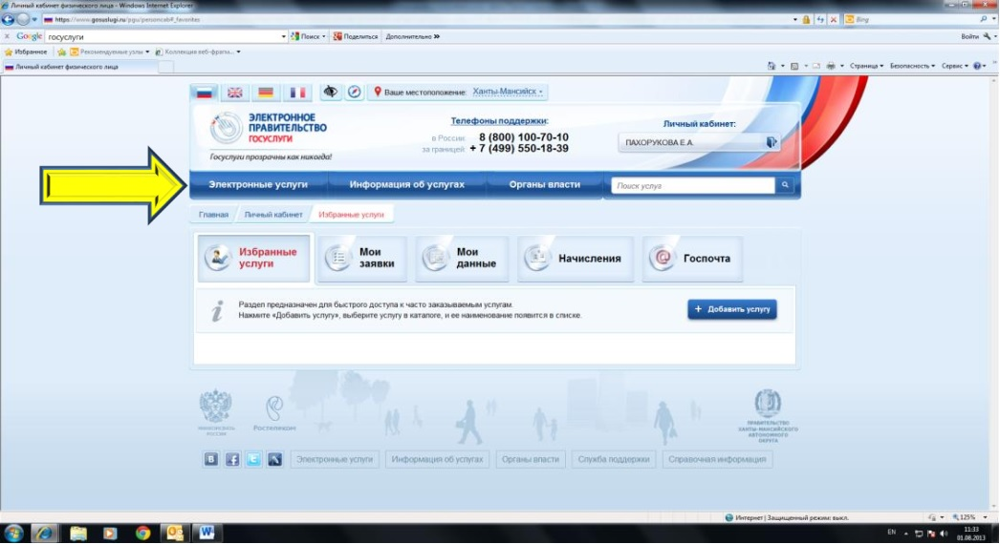 Личный кабинет физического лица - Windows Internet Explorer
https://www.gosuslugi.ru/pgu/personcab#_favorites
Bing
x Google госуслуги
Поиск
Поделиться
Дополнительно »
Войти
Избранное
Рекомендуемые узлы
Коллекция веб-фрагм...
Личный кабинет физического лица
Страница
Безопасность
Сервис
Ваше местоположение: Ханты-Мансийск
ЭЛЕКТРОННОЕ
ПРАВИТЕЛЬСТВО
ГОСУСЛУГИ
Госуслуги прозрачны как никогда!
Телефоны поддержки:
в России: 8 (800) 100-70-10
за границей: + 7 (499) 550-18-39
Личный кабинет:
ПАХОРУКОВА Е.А.
Электронные услуги
Информация об услугах
Органы власти
Поиск услуг
Главная
Личный кабинет
Избранные услуги
Избранные
услуги
Мои
заявки
Мои
данные
Начисления
Госпочта
Раздел предназначен для быстрого доступа к часто заказываемым услугам.
Нажмите «Добавить услугу», выберите услугу в каталоге, и ее наименование появится в списке.
+ Добавить услугу
МИНКОМСВЯЗЬ
РОССИИ
Ростелеком
ПРАВИТЕЛЬСТВО
ХАНТЫ-МАНСИЙСКОГО
АВТОНОМНОГО
ОКРУГА
Электронные услуги
Информация об услугах
Органы власти
Служба поддержки
Справочная информация
Интернет | Защищенный режим: выкл.
125%
EN
11:33
01.08.2013